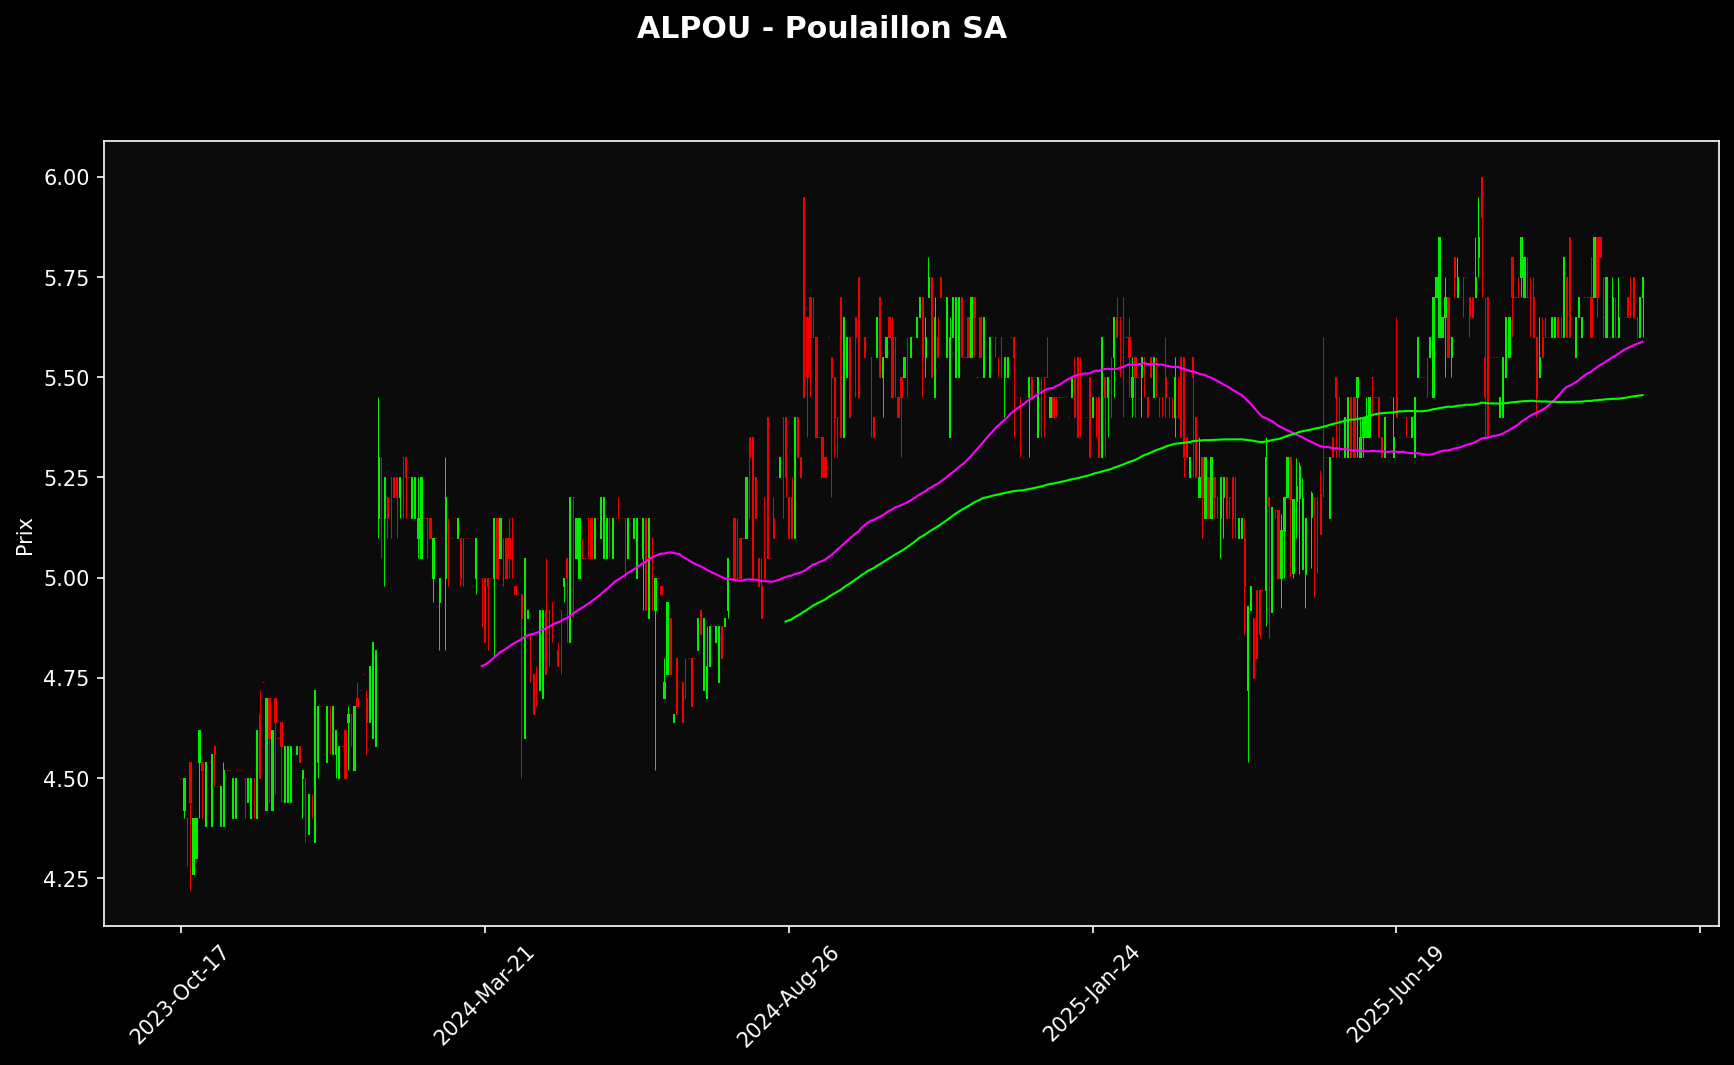 ALPOU - Poulaillon SA
6.00
5.75
5.50
5.25
5.00
4.75
4.50
4.25
Prix
2023-Oct-17
2024-Mar-21
2024-Aug-26
2025-Jan-24
2025-Jun-19